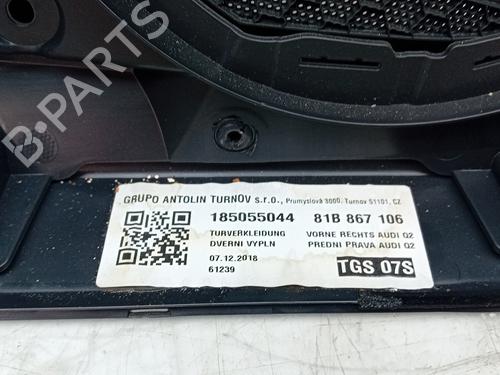 B-PARTS
GRUPO ANTOLIN TURNOV s.r.o., Prumyslová 3000, Turnov 51101, CZ
185055044 81B 867 106
TURVERKLEIDUNG VORNE RECHTS AUDI Q2
DVERNI VYPLN PREDNI PRAVA AUDI Q2
07.12.2018
61239 TGS 07S